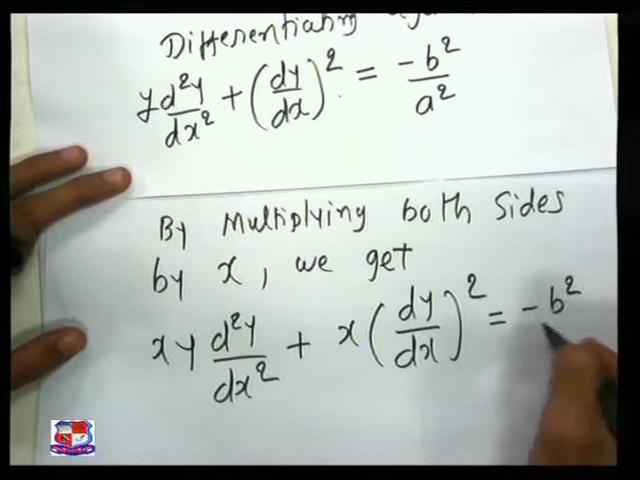 Differentiating
y d²y/dx² + (dy/dx)² = -b²/a²
By Multiplying both Sides
by x, we get
xy d²y/dx² + x (dy/dx)² = -b²